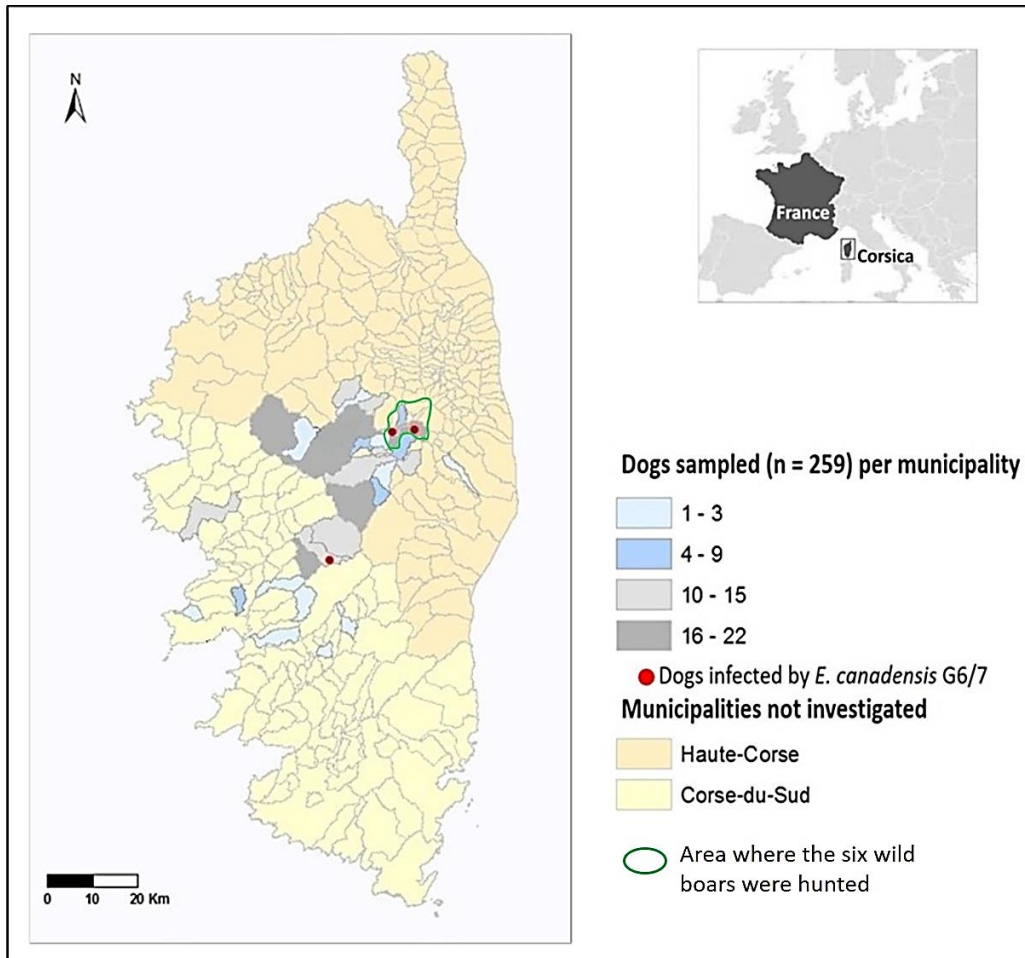 N
0 10 20 Km
France
Corsica
Dogs sampled (n = 259) per municipality
1 - 3
4 - 9
10 - 15
16 - 22
Dogs infected by E. canadensis G6/7
Municipalities not investigated
Haute-Corse
Corse-du-Sud
Area where the six wild
boars were hunted